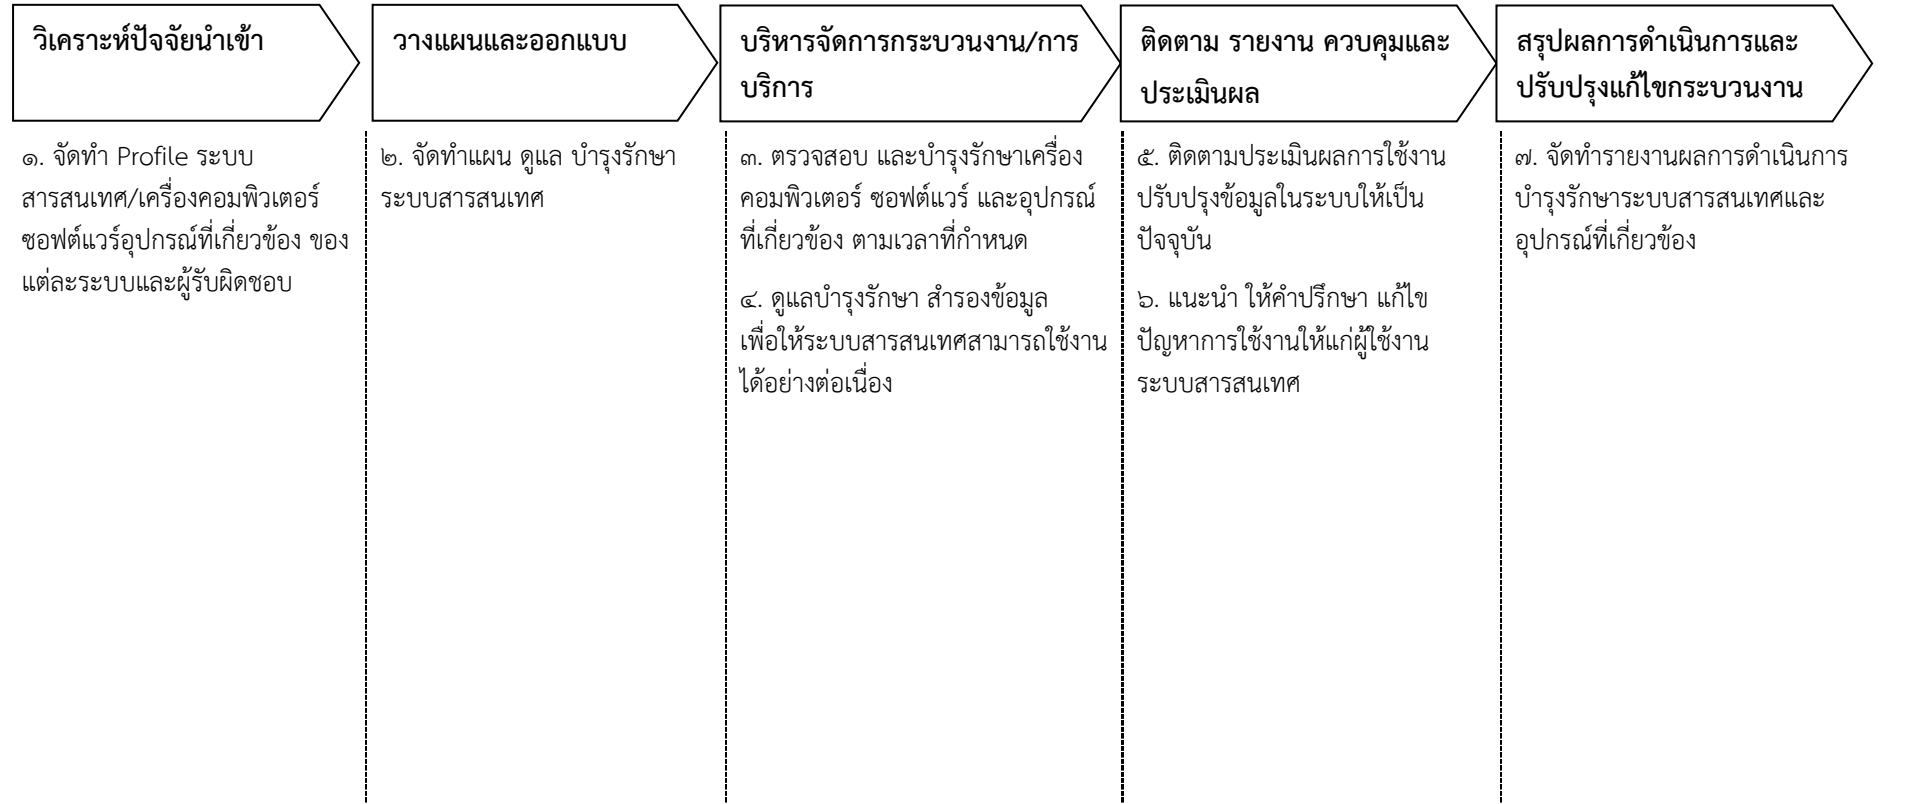 วิเคราะห์ปัจจัยนำเข้า
วางแผนและออกแบบ
บริหารจัดการกระบวนงาน/การ
บริการ
ติดตาม รายงาน ควบคุมและ
ประเมินผล
สรุปผลการดำเนินการและ
ปรับปรุงแก้ไขกระบวนงาน
๑. จัดทำ Profile ระบบ
สารสนเทศ/เครื่องคอมพิวเตอร์
ซอฟต์แวร์อุปกรณ์ที่เกี่ยวข้อง ของ
แต่ละระบบและผู้รับผิดชอบ
๒. จัดทำแผน ดูแล บำรุงรักษา
ระบบสารสนเทศ
๓. ตรวจสอบ และบำรุงรักษาเครื่อง
คอมพิวเตอร์ ซอฟต์แวร์ และอุปกรณ์
ที่เกี่ยวข้อง ตามเวลาที่กำหนด
๔. ดูแลบำรุงรักษา สำรองข้อมูล
เพื่อให้ระบบสารสนเทศสามารถใช้งาน
ได้อย่างต่อเนื่อง
๕. ติดตามประเมินผลการใช้งาน
ปรับปรุงข้อมูลในระบบให้เป็น
ปัจจุบัน
๖. แนะนำ ให้คำปรึกษา แก้ไข
ปัญหาการใช้งานให้แก่ผู้ใช้งาน
ระบบสารสนเทศ
๗. จัดทำรายงานผลการดำเนินการ
บำรุงรักษาระบบสารสนเทศและ
อุปกรณ์ที่เกี่ยวข้อง